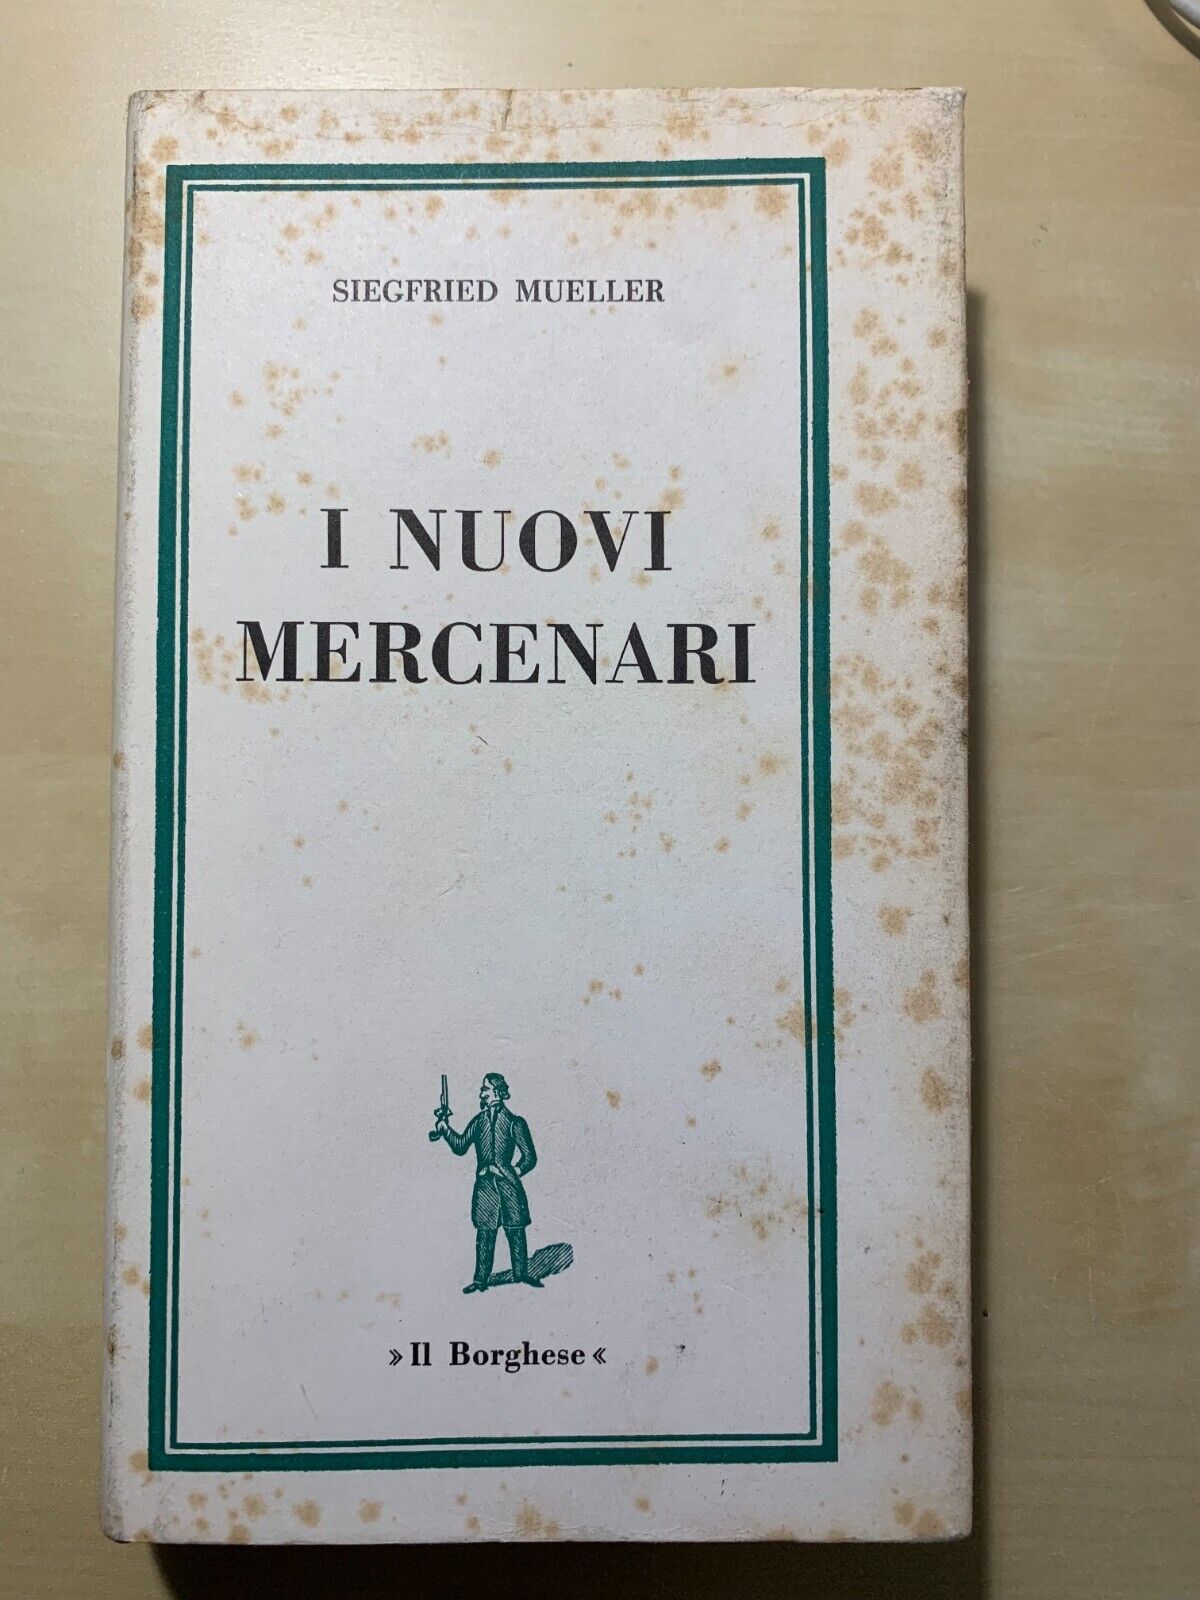 SIEGFRIED MUELLER
I NUOVI
MERCENARI
»Il Borghese«